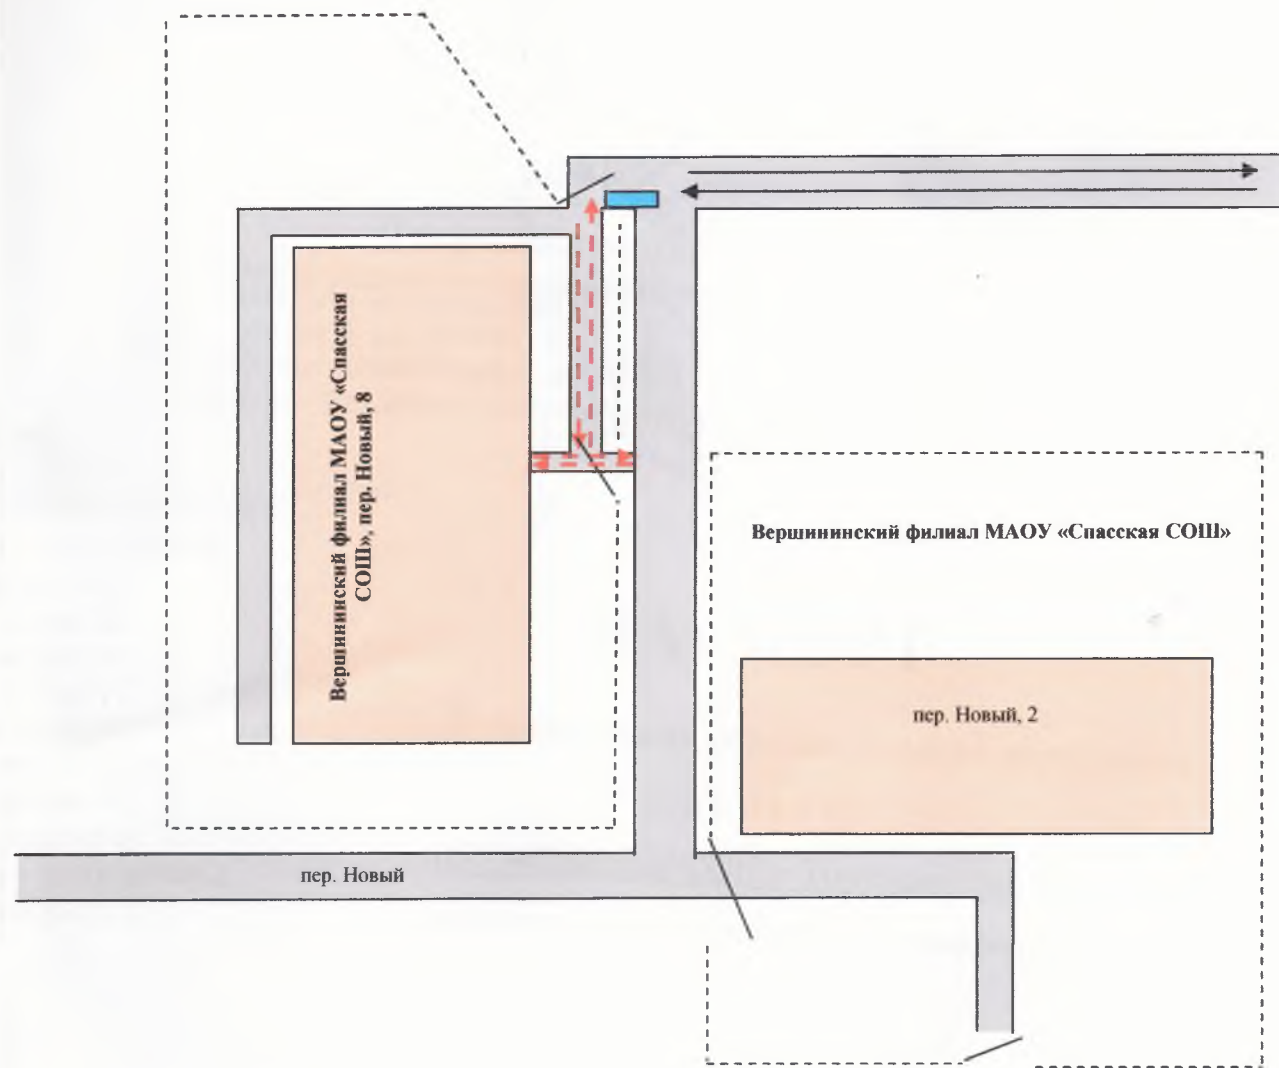 Вершининский филиал МАОУ «Спасская
СОШ», пер. Новый, 8
Вершининский филиал МАОУ «Спасская СОШ»
пер. Новый, 2
пер. Новый